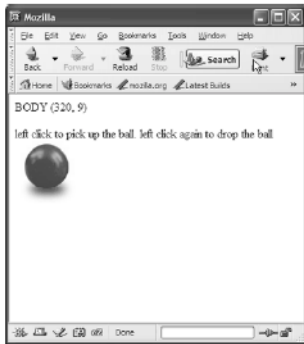 Mozilla
File Edit View Go Bookmarks Tools Window Help
Back Forward Reload Stop Search
Home Bookmarks mozilla.org Latest Builds
BODY (320, 9)
left click to pick up the ball. left click again to drop the ball.
Done